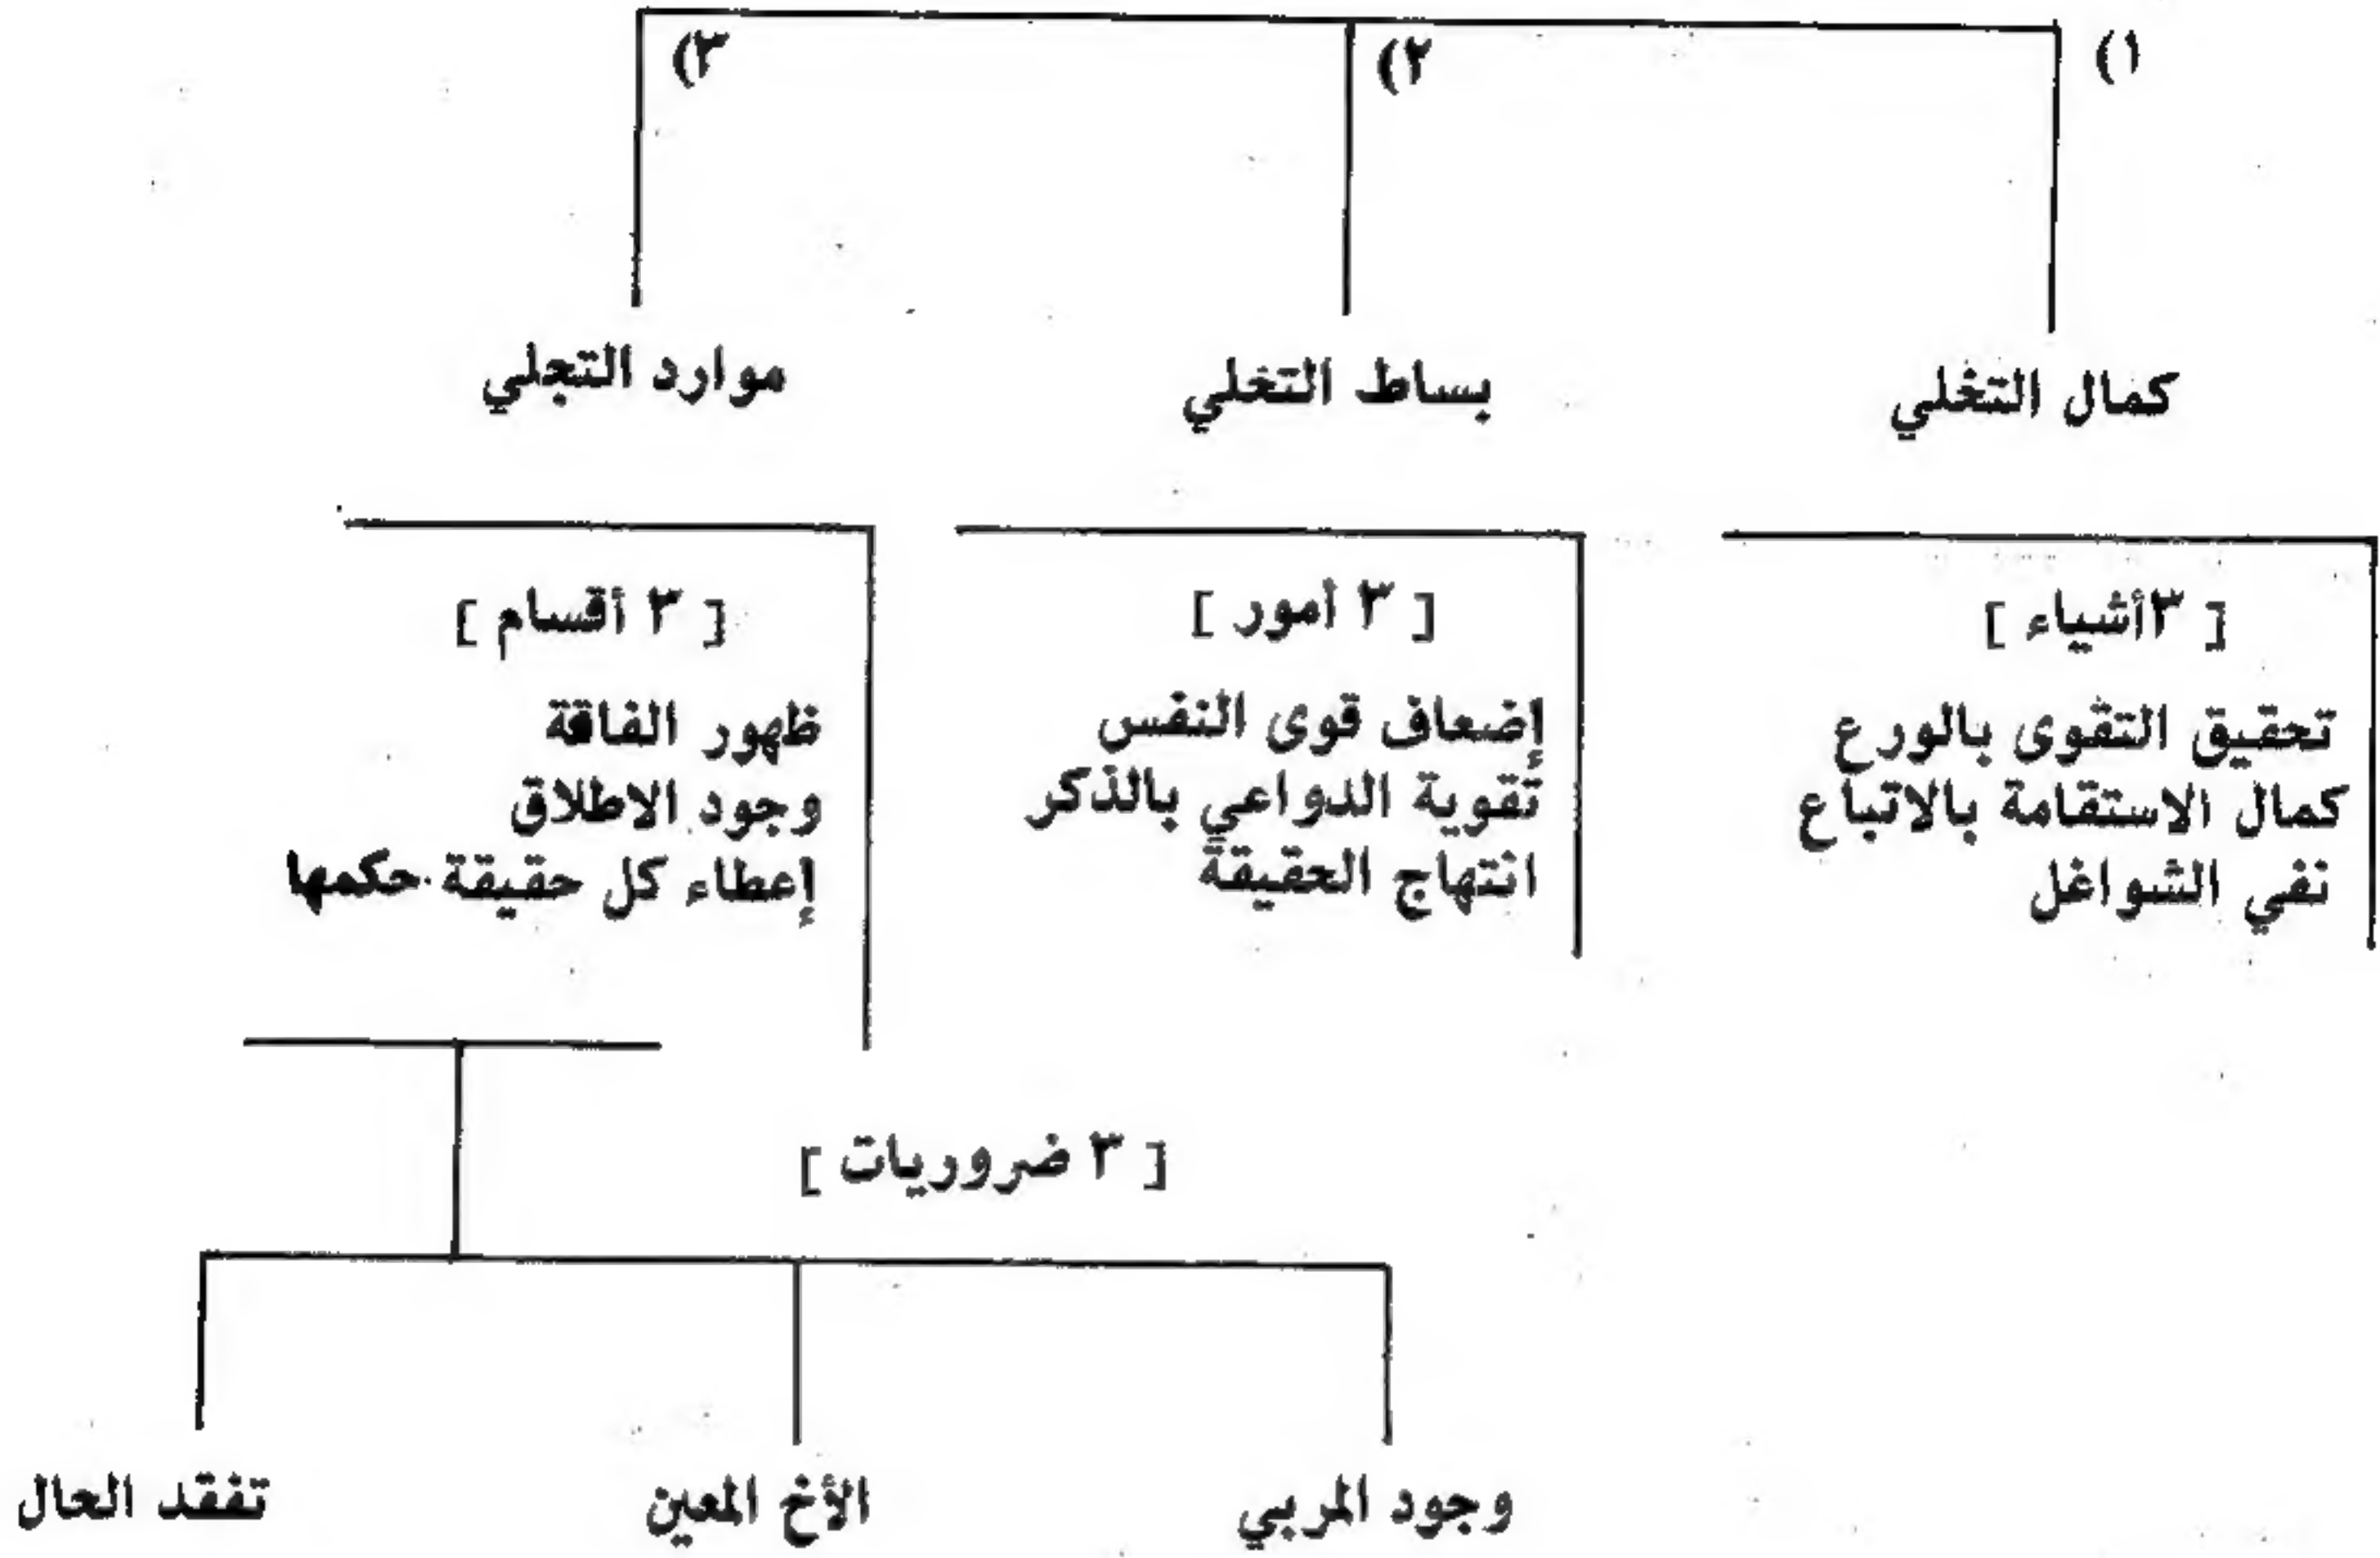 ١)
٢)
٣)
كمال التخلي
بساط التخلي
موارد التجلي
[ ٣أشياء ]
تحقيق التقوى بالورع
كمال الاستقامة بالاتباع
نفي الشواغل
[ ٣ أمور ]
إضعاف قوى النفس
تقوية الدواعي بالذكر
انتهاج الحقيقة
[ ٣ أقسام ]
ظهور الفاقة
وجود الاطلاق
إعطاء كل حقيقة حكمها
[ ٣ ضروريات ]
وجود المربي
الأخ المعين
تفقد الحال